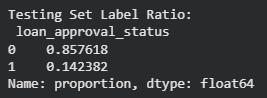 Testing Set Label Ratio:
 loan_approval_status
0    0.857618
1    0.142382
Name: proportion, dtype: float64